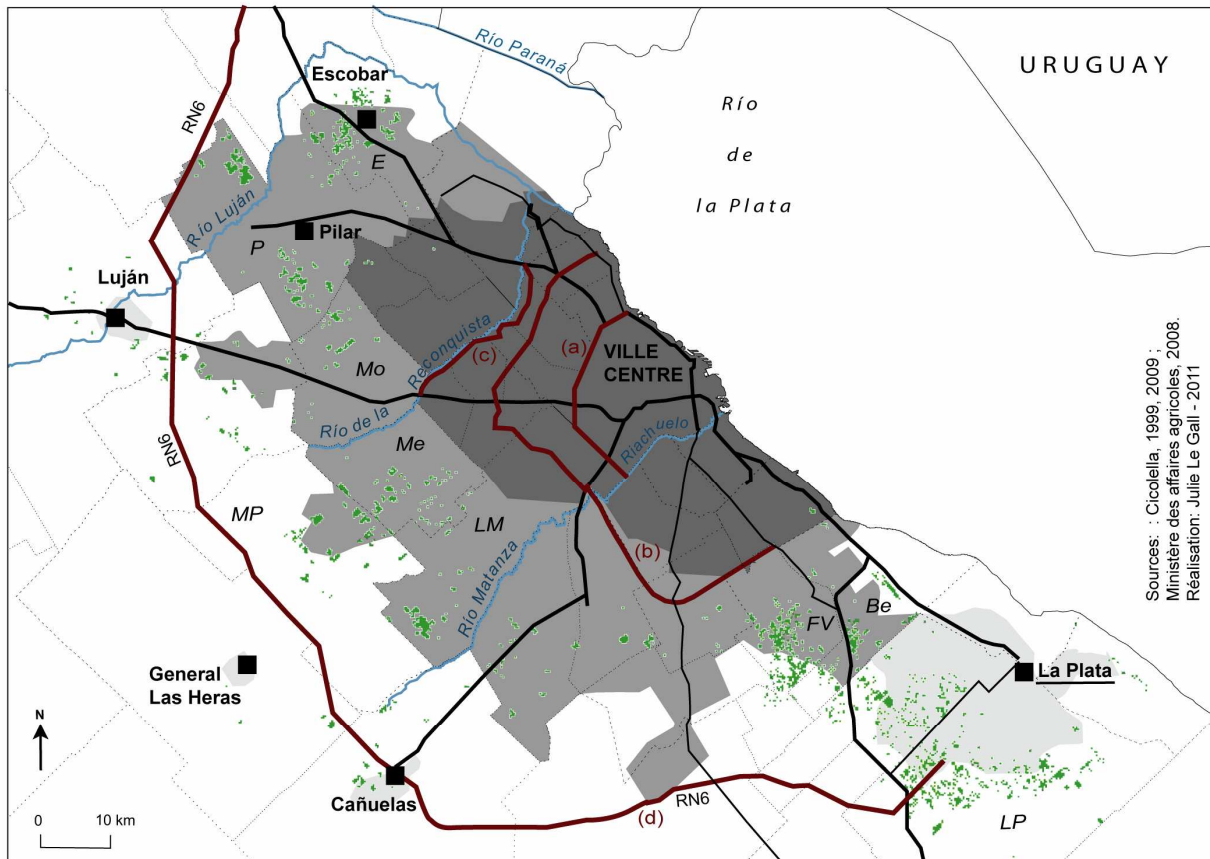 Río Paraná
URUGUAY
Escobar
RN6
Río
de
la Plata
E
Río Luján
P
Pilar
Luján
Reconquista
(c)
(a)
VILLE
CENTRE
Mo
Río de la
Me
Riachuelo
RN6
MP
LM
(b)
Río Matanza
FV
Be
La Plata
General
Las Heras
N
Cañuelas
RN6
(d)
LP
0 10 km
Sources: : Cicolella, 1999, 2009 ;
Ministère des affaires agricoles, 2008.
Réalisation: Julie Le Gall - 2011